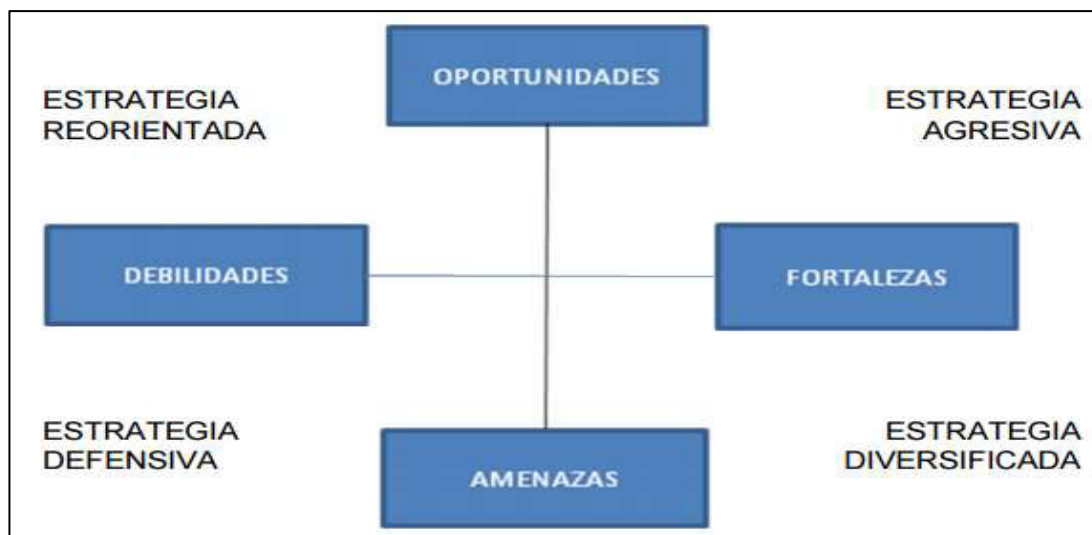 OPORTUNIDADES
ESTRATEGIA
REORIENTADA
ESTRATEGIA
AGRESIVA
DEBILIDADES
FORTALEZAS
ESTRATEGIA
DEFENSIVA
ESTRATEGIA
DIVERSIFICADA
AMENAZAS